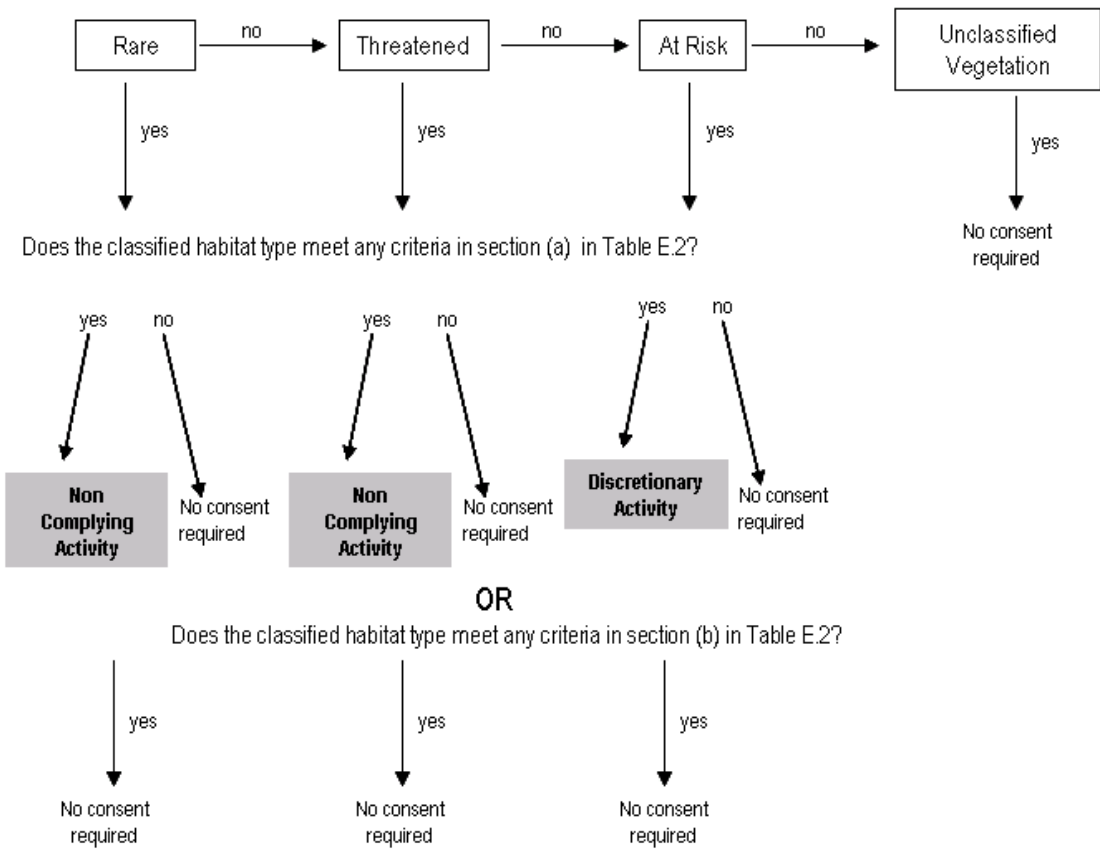 Rare
no
Threatened
no
At Risk
no
Unclassified
Vegetation
yes
yes
yes
yes
No consent
required
Does the classified habitat type meet any criteria in section (a) in Table E.2?
yes
no
yes
no
yes
no
Non
Complying
Activity
No consent
required
Non
Complying
Activity
No consent
required
Discretionary
Activity
No consent
required
OR
Does the classified habitat type meet any criteria in section (b) in Table E.2?
yes
yes
yes
No consent
required
No consent
required
No consent
required